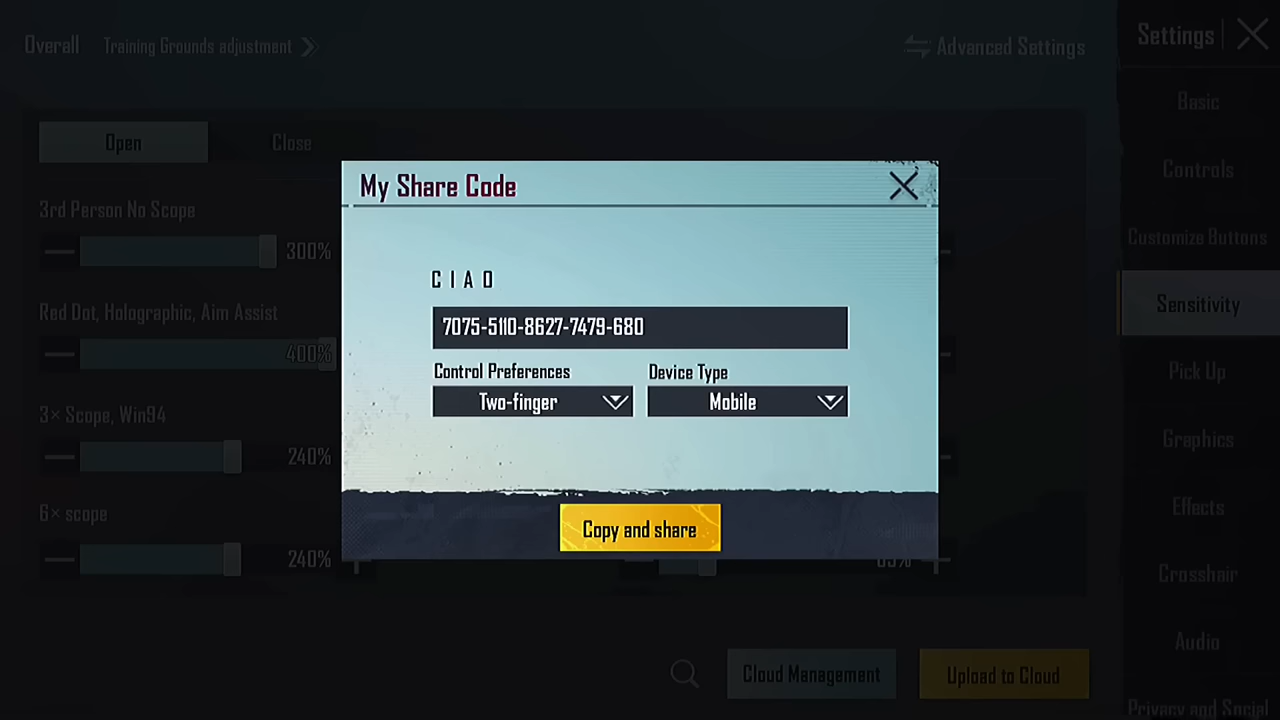 Overall
Training Grounds adjustment
Advanced Settings
Settings
Open
Close
3rd Person No Scope
300%
Red Dot, Holographic, Aim Assist
400%
3× Scope, Win94
240%
6× scope
240%
My Share Code
C I A O
7075-5110-8627-7479-680
Control Preferences
Device Type
Two-finger
Mobile
Copy and share
Cloud Management
Upload to Cloud
Basic
Controls
Customize Buttons
Sensitivity
Pick Up
Graphics
Effects
Crosshair
Audio
Privacy and Social